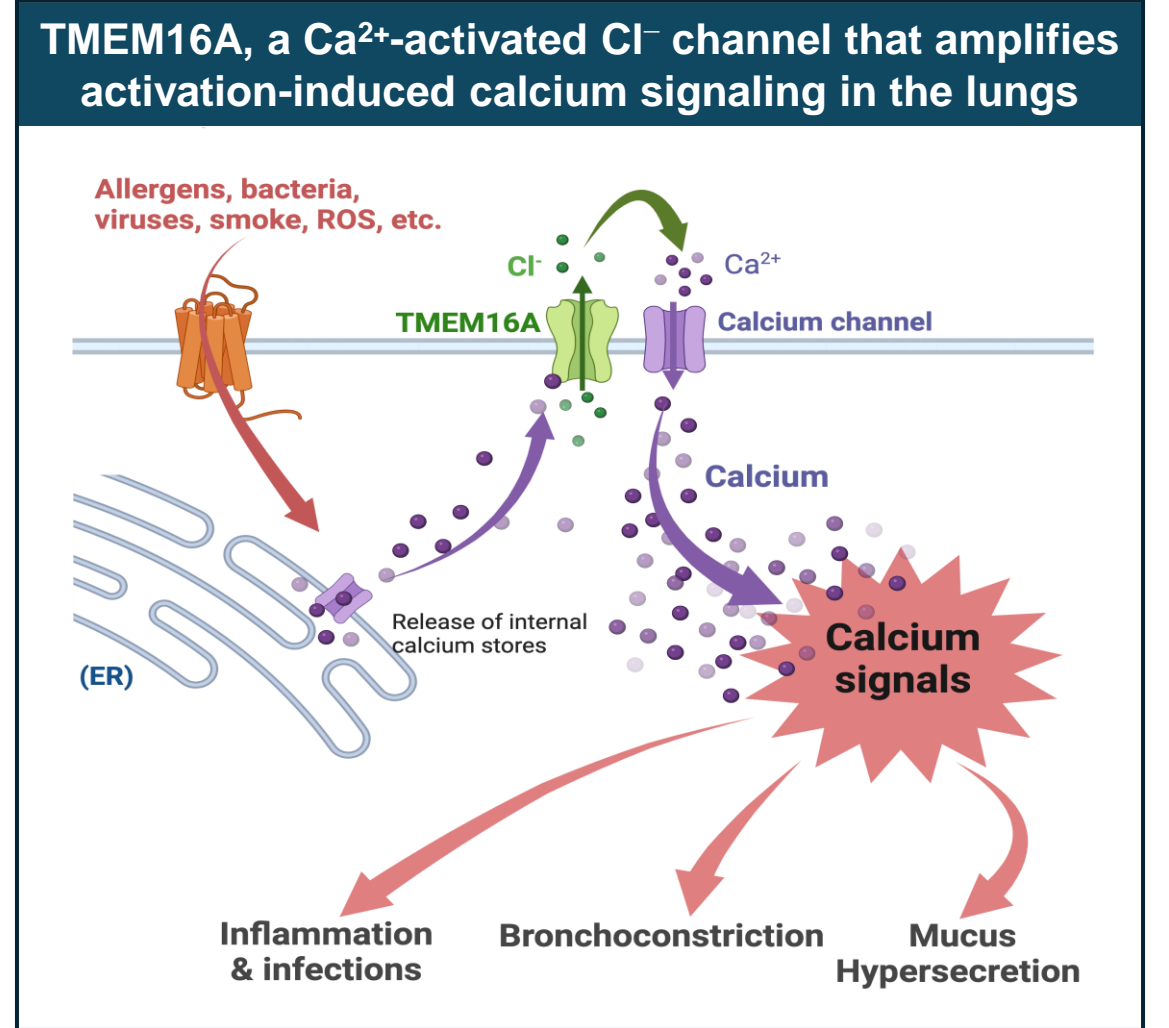 TMEM16A, a Ca²⁺-activated Cl⁻ channel that amplifies
activation-induced calcium signaling in the lungs
Allergens, bacteria,
viruses, smoke, ROS, etc.
Cl⁻
Ca²⁺
TMEM16A
Calcium channel
Calcium
Release of internal
calcium stores
(ER)
Calcium
signals
Inflammation
& infections
Bronchoconstriction
Mucus
Hypersecretion